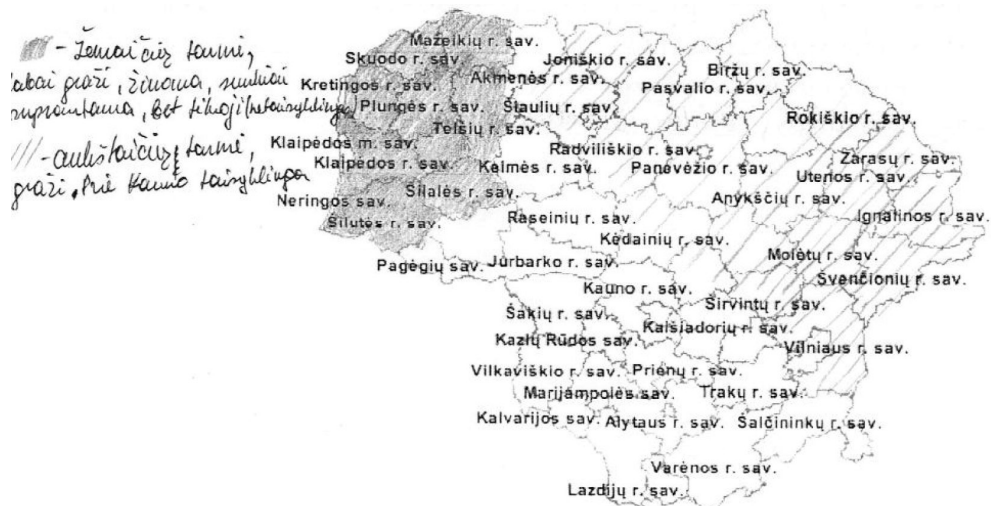 - Žemaičių tarmė,
labai graži, žinoma, sunkiai
suprantama, bet tikroji (netaisyklinga)
- aukštaičių tarmė,
graži. Prie Kauno taisyklinga
Mažeikių r. sav.
Skuodo r. sav.
Joniškio r. sav.
Biržų r. sav.
Kretingos r. sav.
Akmenės r. sav.
Pasvalio r. sav.
Plungės r. sav.
Šiaulių r. sav.
Rokiškio r. sav.
Telšių r. sav.
Klaipėdos m. sav.
Radviliškio r. sav.
Zarasų r. sav.
Klaipėdos r. sav.
Kelmės r. sav.
Panevėžio r. sav.
Utenos r. sav.
Neringos sav.
Šilalės r. sav.
Anykščių r. sav.
Ignalinos r. sav.
Šilutės r. sav.
Raseinių r. sav.
Kėdainių r. sav.
Molėtų r. sav.
Pagėgių sav.
Jurbarko r. sav.
Švenčionių r. sav.
Kauno r. sav.
Širvintų r. sav.
Šakių r. sav.
Kaišiadorių r. sav.
Kazlų Rūdos sav.
Vilniaus r. sav.
Vilkaviškio r. sav.
Prienų r. sav.
Marijampolės sav.
Trakų r. sav.
Kalvarijos sav.
Alytaus r. sav.
Šalčininkų r. sav.
Varėnos r. sav.
Lazdijų r. sav.